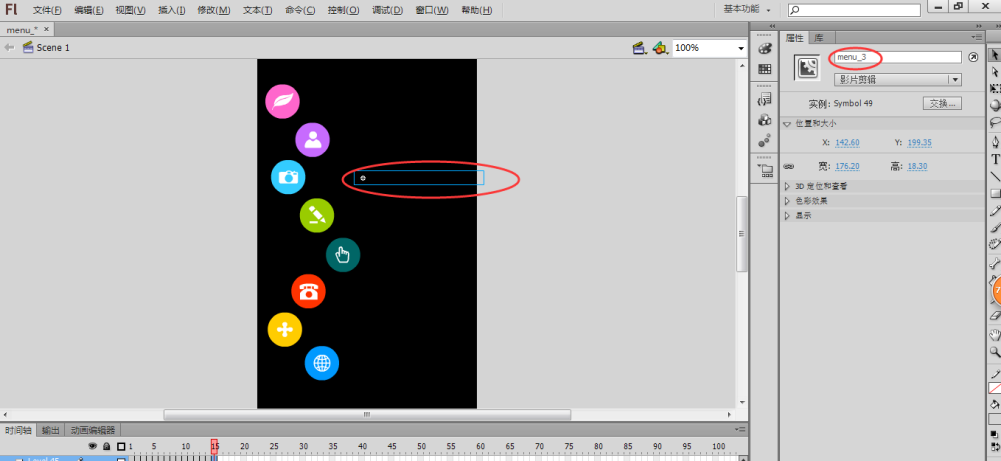 Fl 文件(F) 编辑(E) 视图(V) 插入(I) 修改(M) 文本(T) 命令(C) 控制(O) 调试(D) 窗口(W) 帮助(H) 基本功能
menu_* ×
Scene 1 100%
属性 库
menu_3
影片剪辑
实例: Symbol 49 交换...
位置和大小
X: 142.60 Y: 199.35
宽: 176.20 高: 18.30
3D 定位和查看
色彩效果
显示
时间轴 输出 动画编辑器
1 5 10 15 20 25 30 35 40 45 50 55 60 65 70 75 80 85 90 95 100